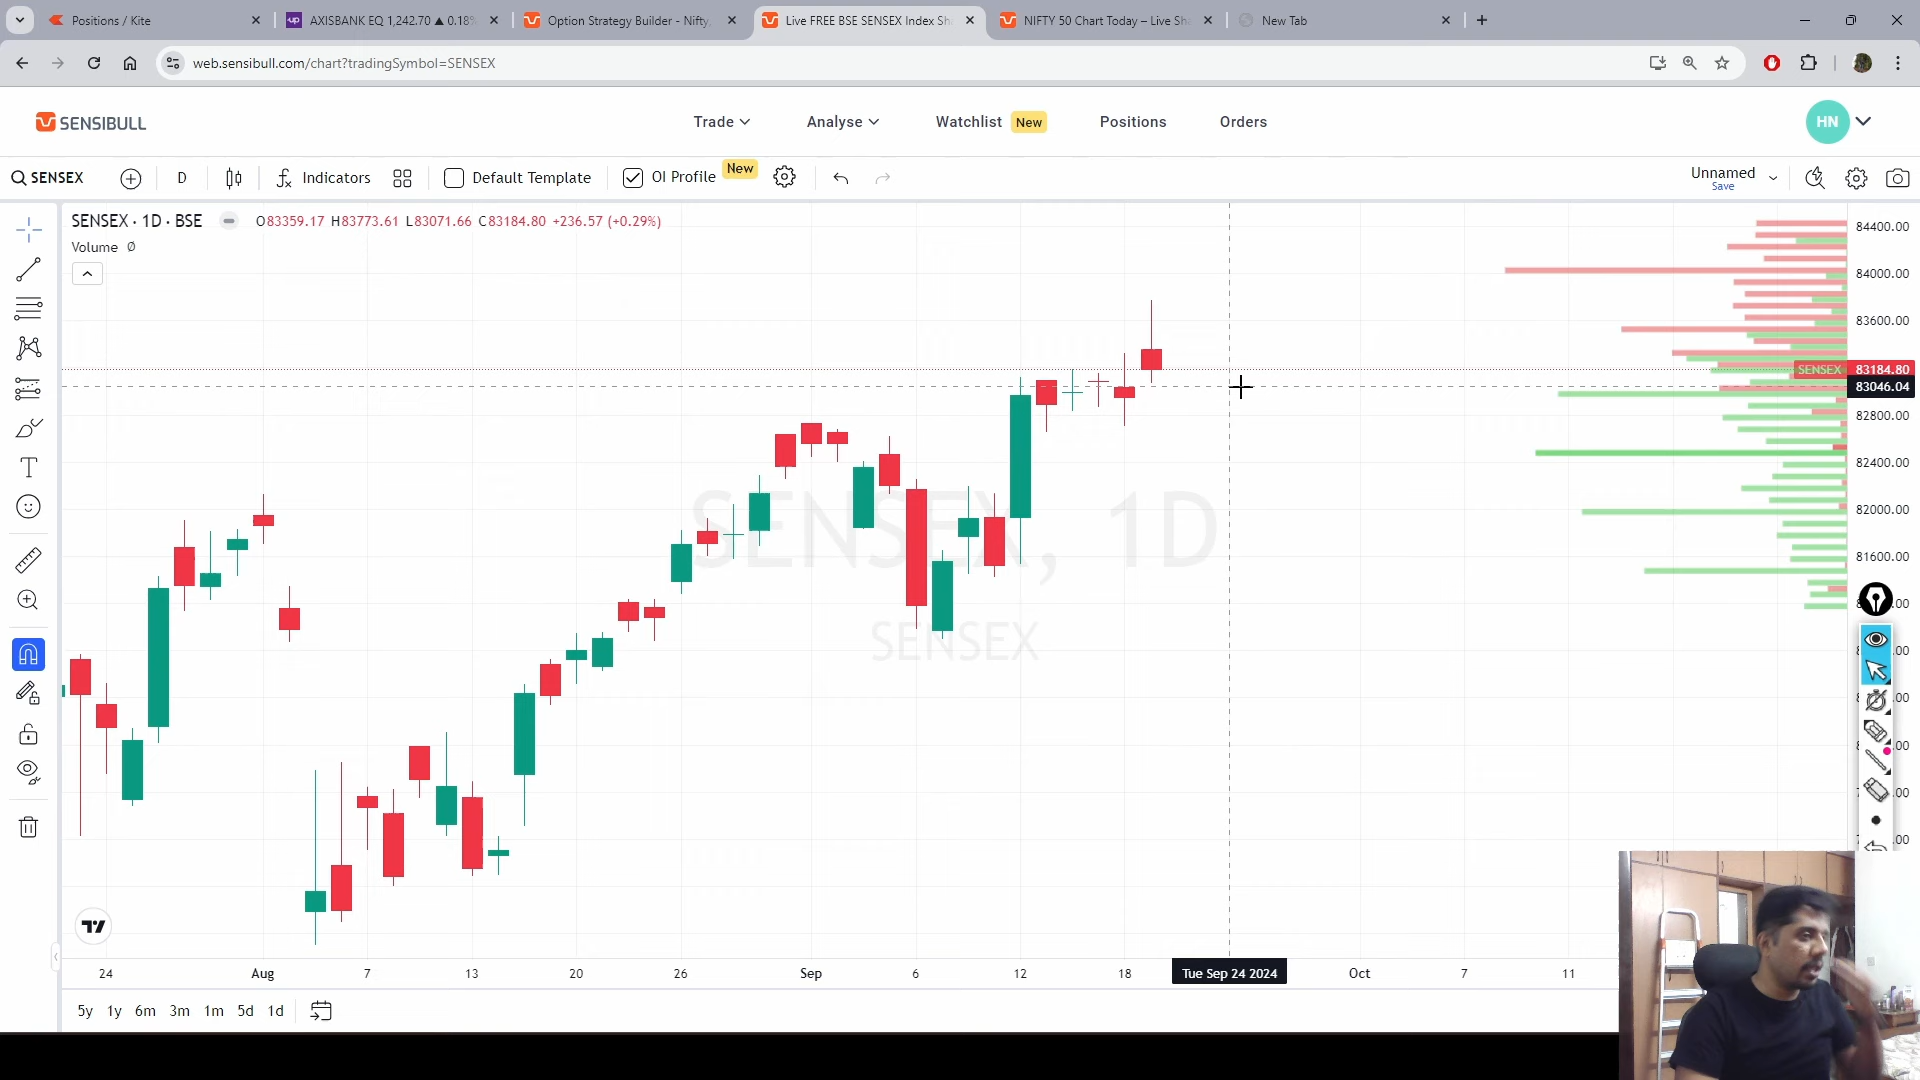 Positions / Kite
AXISBANK EQ 1,242.70 ▲ 0.18%
Option Strategy Builder - Nifty,
Live FREE BSE SENSEX Index Sh
NIFTY 50 Chart Today – Live Sh
New Tab
web.sensibull.com/chart?tradingSymbol=SENSEX
SENSIBULL
Trade
Analyse
Watchlist New
Positions
Orders
HN
SENSEX
D
Indicators
Default Template
OI Profile New
Unnamed
Save
SENSEX · 1D · BSE O83359.17 H83773.61 L83071.66 C83184.80 +236.57 (+0.29%)
Volume Ø
84400.00
84000.00
83600.00
SENSEX 83184.80
83046.04
82800.00
82400.00
82000.00
81600.00
SENSEX, 1D
SENSEX
24 Aug 7 13 20 26 Sep 6 12 18 Tue Sep 24 2024 Oct 7 11
5y 1y 6m 3m 1m 5d 1d